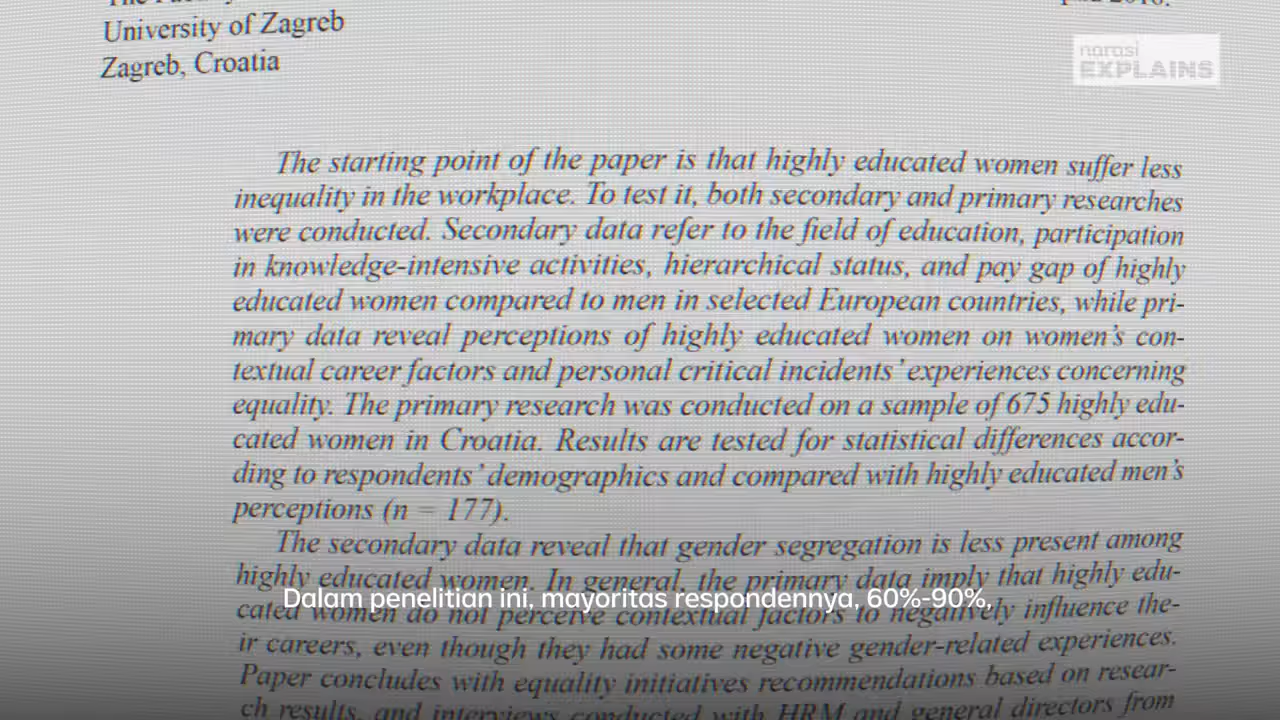 University of Zagreb
Zagreb, Croatia
narasi
EXPLAINS
The starting point of the paper is that highly educated women suffer less
inequality in the workplace. To test it, both secondary and primary researches
were conducted. Secondary data refer to the field of education, participation
in knowledge-intensive activities, hierarchical status, and pay gap of highly
educated women compared to men in selected European countries, while pri-
mary data reveal perceptions of highly educated women on women's con-
textual career factors and personal critical incidents' experiences concerning
equality. The primary research was conducted on a sample of 675 highly edu-
cated women in Croatia. Results are tested for statistical differences accor-
ding to respondents' demographics and compared with highly educated men's
perceptions (n = 177).
The secondary data reveal that gender segregation is less present among
highly educated women. In general, the primary data imply that highly edu-
Dalam penelitian ini, mayoritas respondennya, 60%-90%,
cated women do not perceive contextual factors to negatively influence the-
ir careers, even though they had some negative gender-related experiences.
Paper concludes with equality initiatives recommendations based on resear-
ch results, and interviews conducted with HRM and general directors from